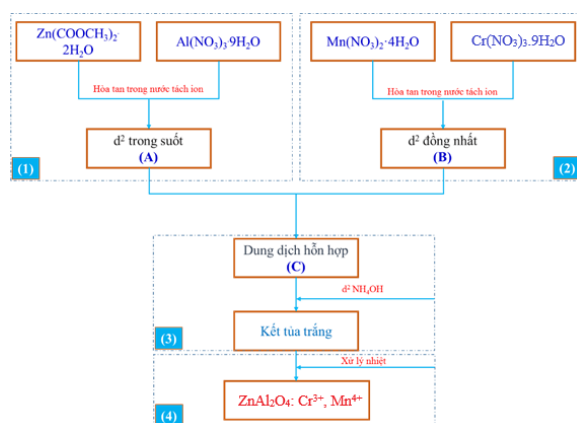 Zn(COOCH₃)₂·
2H₂O
Al(NO₃)₃·9H₂O
Mn(NO₃)₂·4H₂O
Cr(NO₃)₃.9H₂O
Hòa tan trong nước tách ion
Hòa tan trong nước tách ion
d² trong suốt
(A)
d² đồng nhất
(B)
(1)
(2)
Dung dịch hỗn hợp
(C)
d² NH₄OH
Kết tủa trắng
(3)
Xử lý nhiệt
ZnAl₂O₄: Cr³⁺, Mn⁴⁺
(4)